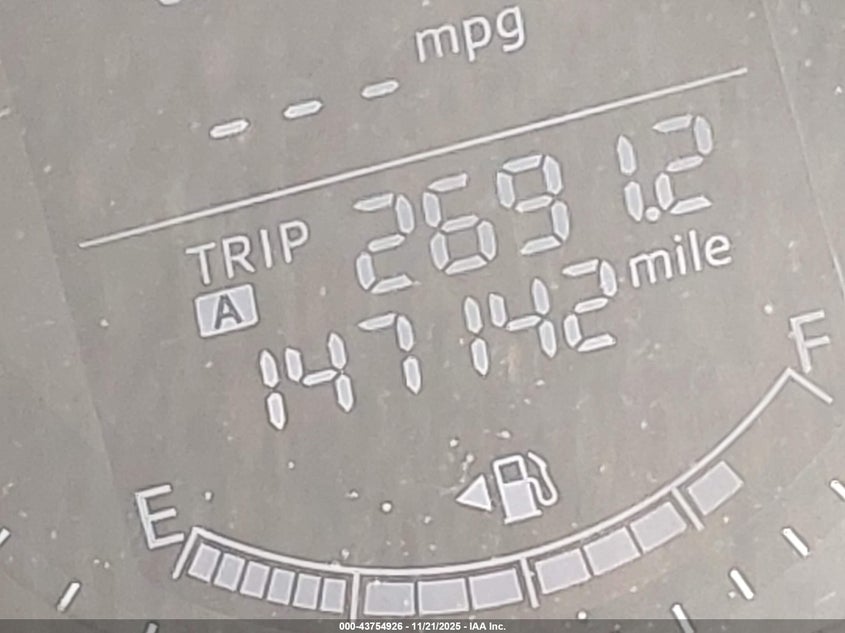 mpg
- - -
TRIP A 2691.2
147142 mile
E F
000-43754926 - 11/21/2025 - IAA Inc.